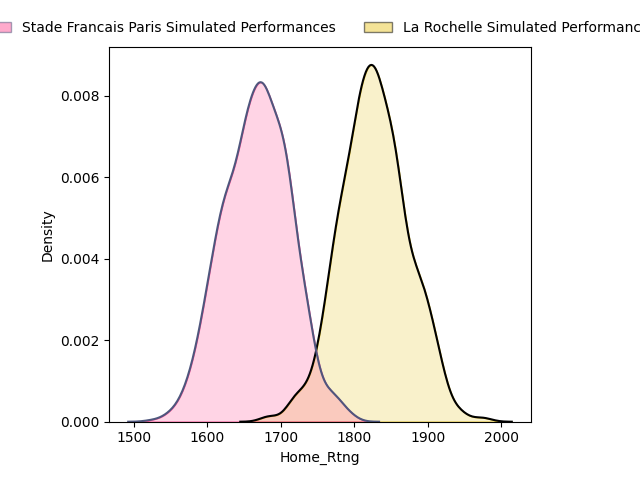 Stade Francais Paris Simulated Performances
La Rochelle Simulated Performanc
0.008
0.006
0.004
0.002
0.000
Density
1500 1600 1700 1800 1900 2000
Home_Rtng